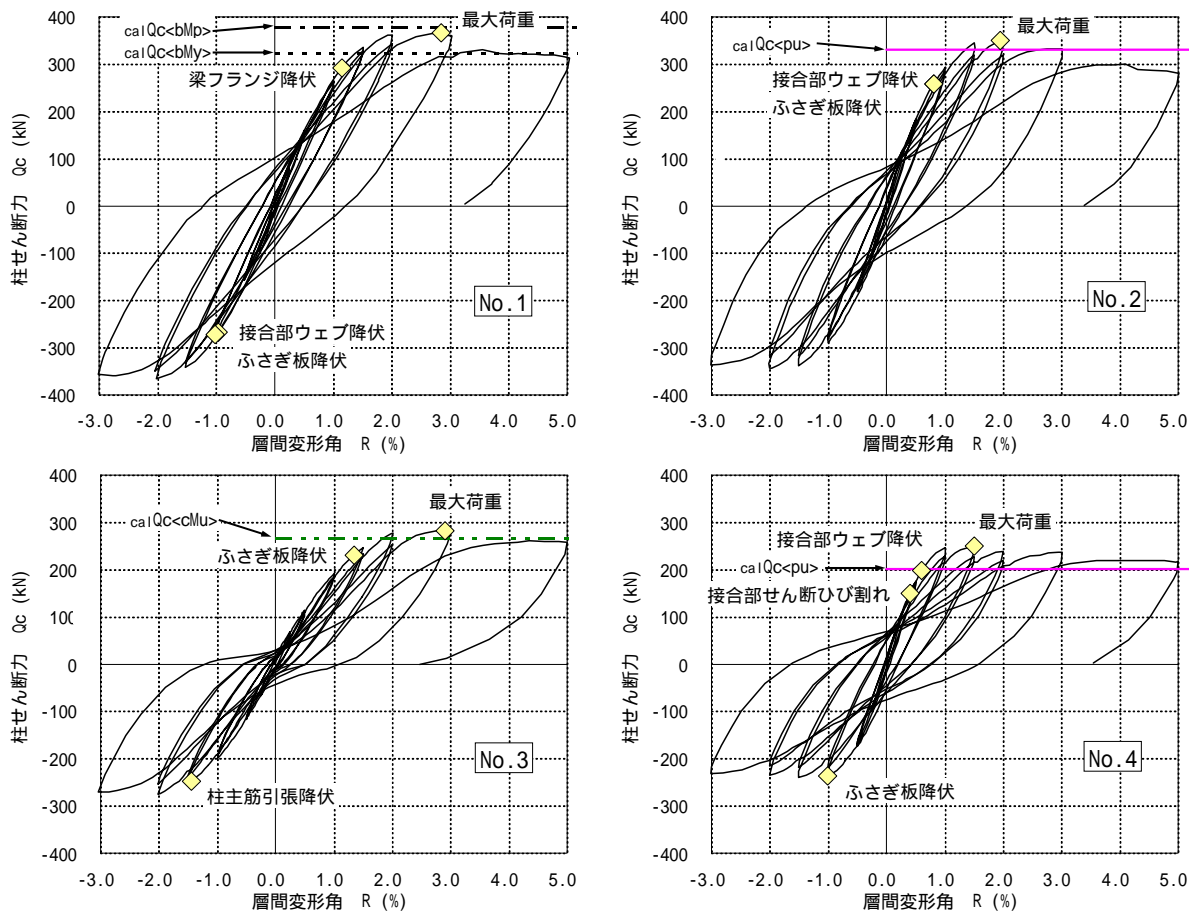 400
300
200
100
0
-100
-200
-300
-400
柱せん断力 Qc (kN)
calQc<bMp>
calQc<bMy>
最大荷重
梁フランジ降伏
No.1
接合部ウェブ降伏
ふさぎ板降伏
-3.0 -2.0 -1.0 0.0 1.0 2.0 3.0 4.0 5.0
層間変形角 R (%)
400
300
200
100
0
-100
-200
-300
-400
柱せん断力 Qc (kN)
最大荷重
calQc<pu>
接合部ウェブ降伏
ふさぎ板降伏
No.2
-3.0 -2.0 -1.0 0.0 1.0 2.0 3.0 4.0 5.0
層間変形角 R (%)
400
300
200
100
0
-100
-200
-300
-400
柱せん断力 Qc (kN)
最大荷重
calQc<cMu>
ふさぎ板降伏
No.3
柱主筋引張降伏
-3.0 -2.0 -1.0 0.0 1.0 2.0 3.0 4.0 5.0
層間変形角 R (%)
400
300
200
100
0
-100
-200
-300
-400
柱せん断力 Qc (kN)
最大荷重
接合部ウェブ降伏
calQc<pu>
接合部せん断ひび割れ
No.4
ふさぎ板降伏
-3.0 -2.0 -1.0 0.0 1.0 2.0 3.0 4.0 5.0
層間変形角 R (%)